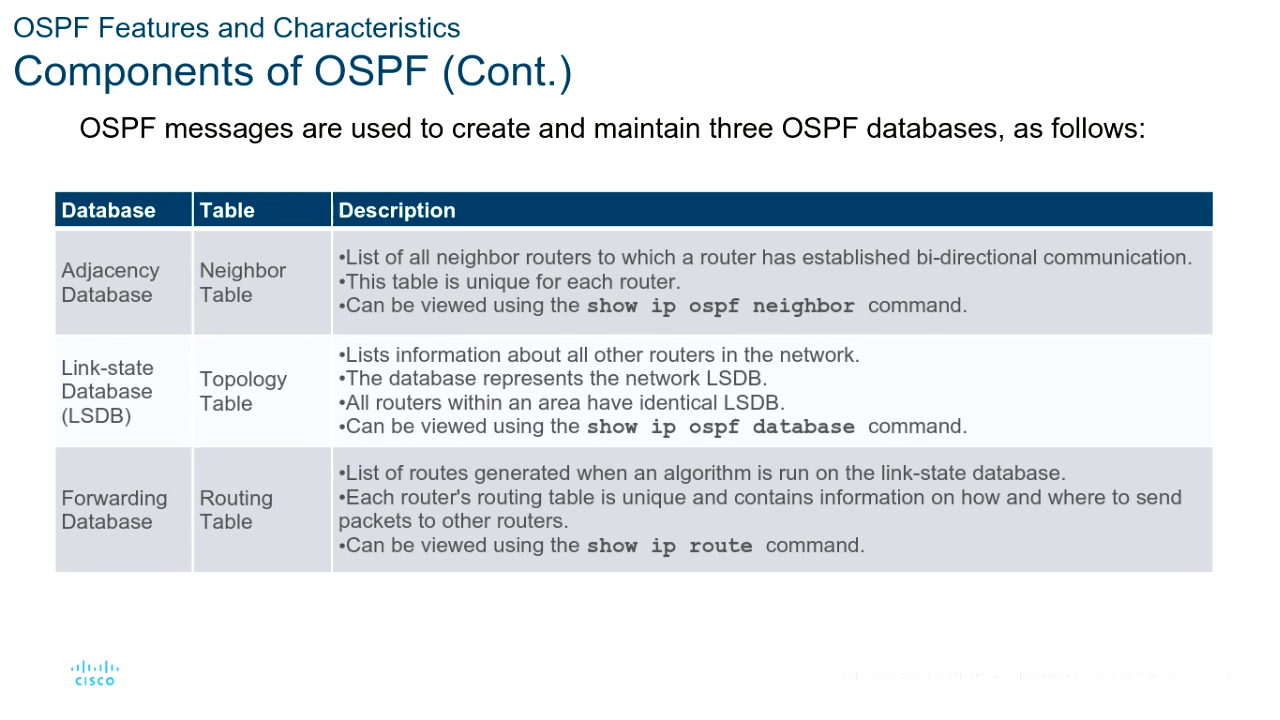 OSPF Features and Characteristics
Components of OSPF (Cont.)
OSPF messages are used to create and maintain three OSPF databases, as follows:
Database Table Description
Adjacency Database
Neighbor Table
•List of all neighbor routers to which a router has established bi-directional communication.
•This table is unique for each router.
•Can be viewed using the show ip ospf neighbor command.
Link-state Database (LSDB)
Topology Table
•Lists information about all other routers in the network.
•The database represents the network LSDB.
•All routers within an area have identical LSDB.
•Can be viewed using the show ip ospf database command.
Forwarding Database
Routing Table
•List of routes generated when an algorithm is run on the link-state database.
•Each router's routing table is unique and contains information on how and where to send
packets to other routers.
•Can be viewed using the show ip route command.
CISCO